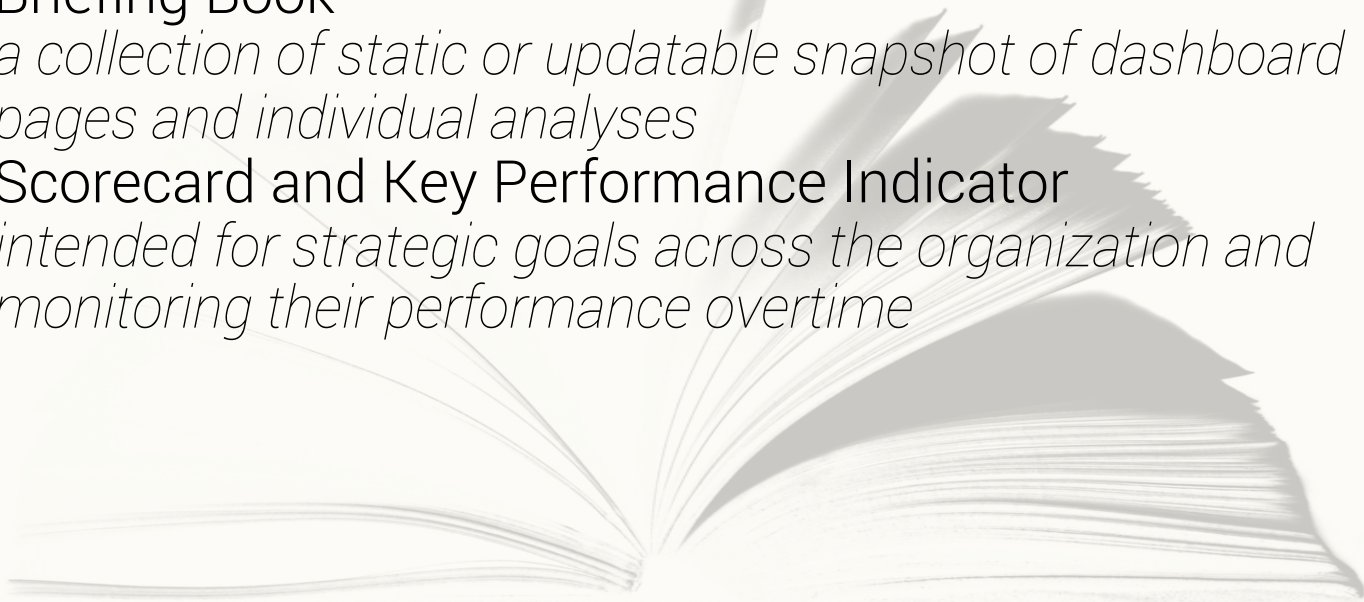 Briefing Book
a collection of static or updatable snapshot of dashboard
pages and individual analyses
Scorecard and Key Performance Indicator
intended for strategic goals across the organization and
monitoring their performance overtime